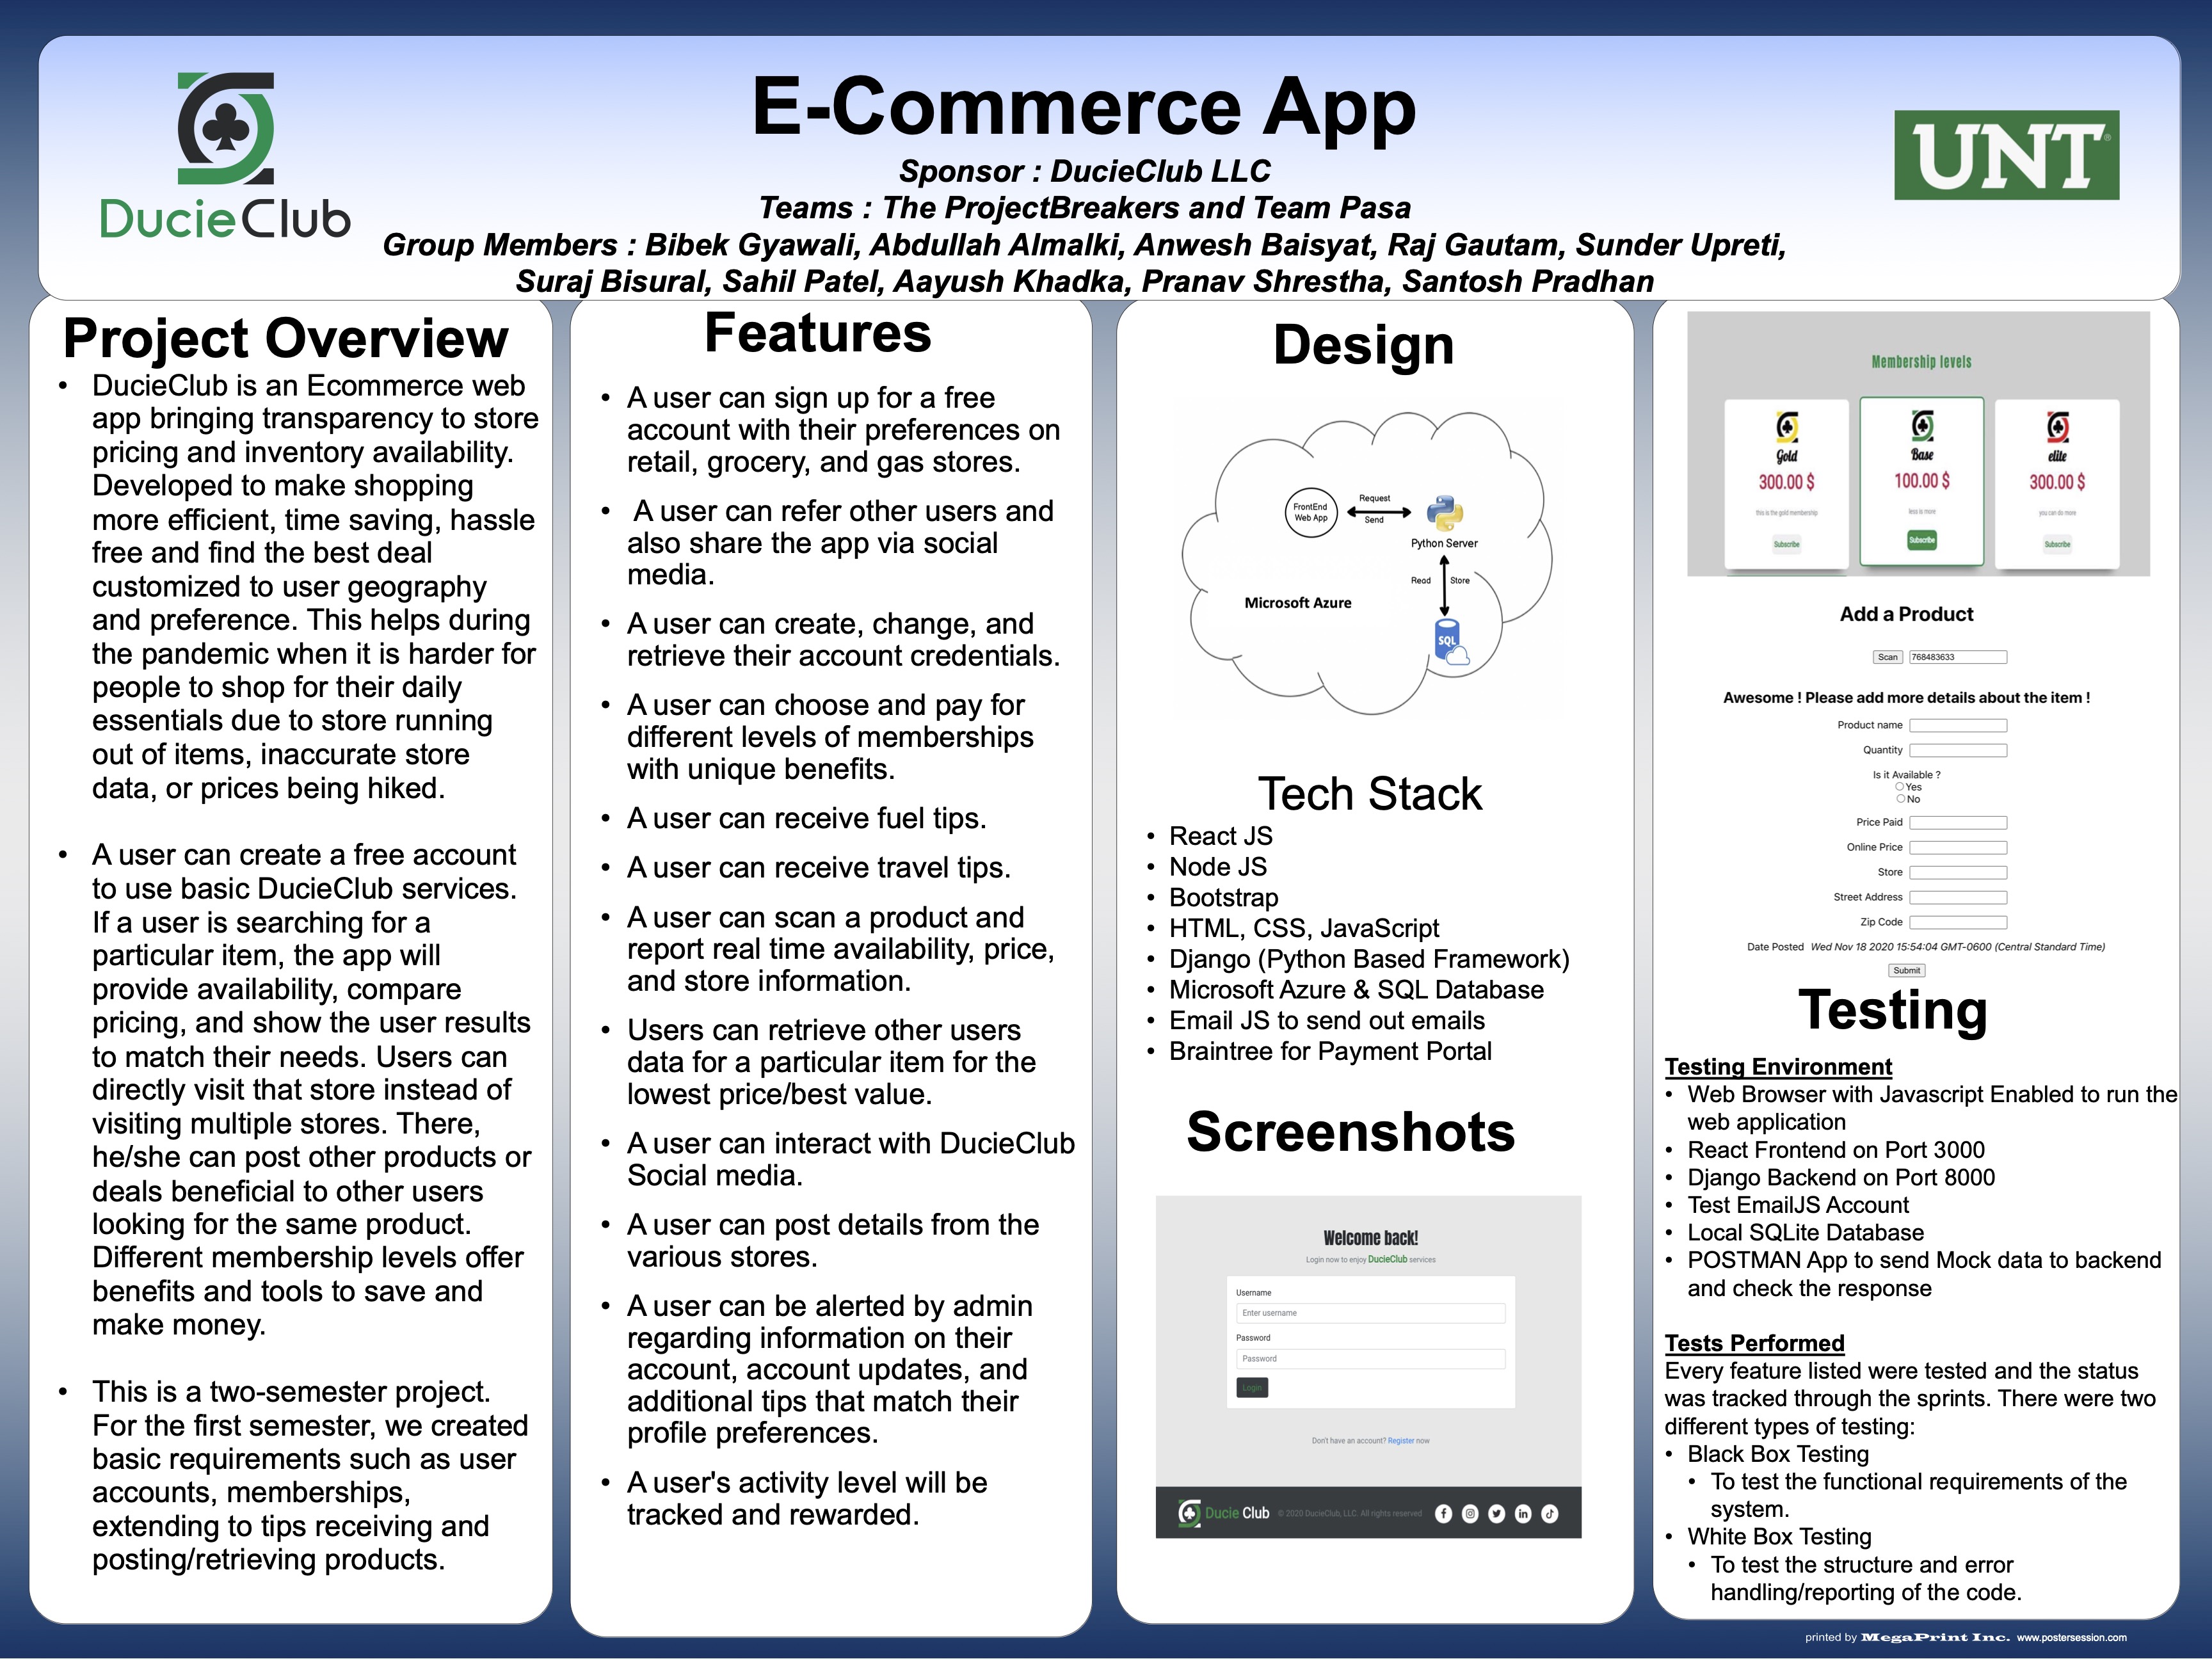 DucieClub
E-Commerce App
Sponsor : DucieClub LLC
Teams : The ProjectBreakers and Team Pasa
Group Members : Bibek Gyawali, Abdullah Almalki, Anwesh Baisyat, Raj Gautam, Sunder Upreti,
Suraj Bisural, Sahil Patel, Aayush Khadka, Pranav Shrestha, Santosh Pradhan
UNT®
Project Overview
• DucieClub is an Ecommerce web
app bringing transparency to store
pricing and inventory availability.
Developed to make shopping
more efficient, time saving, hassle
free and find the best deal
customized to user geography
and preference. This helps during
the pandemic when it is harder for
people to shop for their daily
essentials due to store running
out of items, inaccurate store
data, or prices being hiked.
• A user can create a free account
to use basic DucieClub services.
If a user is searching for a
particular item, the app will
provide availability, compare
pricing, and show the user results
to match their needs. Users can
directly visit that store instead of
visiting multiple stores. There,
he/she can post other products or
deals beneficial to other users
looking for the same product.
Different membership levels offer
benefits and tools to save and
make money.
• This is a two-semester project.
For the first semester, we created
basic requirements such as user
accounts, memberships,
extending to tips receiving and
posting/retrieving products.
Features
• A user can sign up for a free
account with their preferences on
retail, grocery, and gas stores.
• A user can refer other users and
also share the app via social
media.
• A user can create, change, and
retrieve their account credentials.
• A user can choose and pay for
different levels of memberships
with unique benefits.
• A user can receive fuel tips.
• A user can receive travel tips.
• A user can scan a product and
report real time availability, price,
and store information.
• Users can retrieve other users
data for a particular item for the
lowest price/best value.
• A user can interact with DucieClub
Social media.
• A user can post details from the
various stores.
• A user can be alerted by admin
regarding information on their
account, account updates, and
additional tips that match their
profile preferences.
• A user's activity level will be
tracked and rewarded.
Design
FrontEnd
Web App
Request
Send
Python Server
Read Store
Microsoft Azure
SQL
Tech Stack
• React JS
• Node JS
• Bootstrap
• HTML, CSS, JavaScript
• Django (Python Based Framework)
• Microsoft Azure & SQL Database
• Email JS to send out emails
• Braintree for Payment Portal
Screenshots
Welcome back!
Login now to enjoy DucieClub services
Username
Enter username
Password
Password
Login
Don't have an account? Register now
Ducie Club © 2020 DucieClub, LLC. All rights reserved
Membership levels
Gold
300.00 $
this is the gold membership
Subscribe
Base
100.00 $
less is more
Subscribe
elite
300.00 $
you can do more
Subscribe
Add a Product
Scan 768483633
Awesome ! Please add more details about the item !
Product name
Quantity
Is it Available ?
Yes
No
Price Paid
Online Price
Store
Street Address
Zip Code
Date Posted Wed Nov 18 2020 15:54:04 GMT-0600 (Central Standard Time)
Submit
Testing
Testing Environment
• Web Browser with Javascript Enabled to run the
web application
• React Frontend on Port 3000
• Django Backend on Port 8000
• Test EmailJS Account
• Local SQLite Database
• POSTMAN App to send Mock data to backend
and check the response
Tests Performed
Every feature listed were tested and the status
was tracked through the sprints. There were two
different types of testing:
• Black Box Testing
• To test the functional requirements of the
system.
• White Box Testing
• To test the structure and error
handling/reporting of the code.
printed by MegaPrint Inc. www.postersession.com